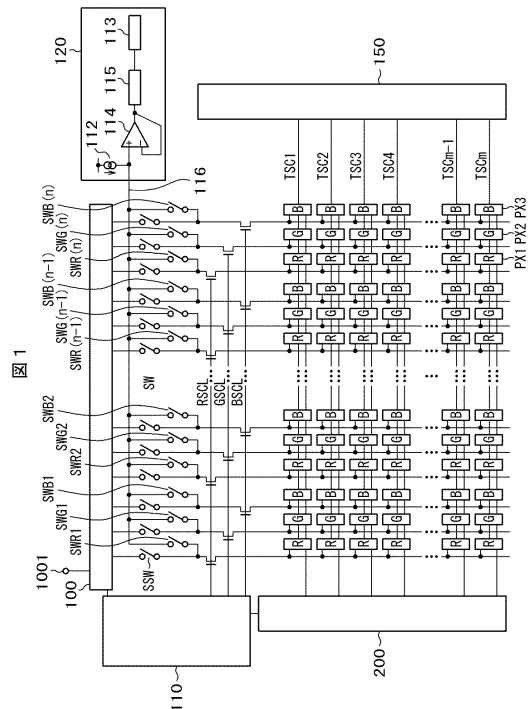 図1
1001
100
110
200
120
150
112
114
115
113
116
SWR1
SWG1
SWB1
SWR2
SWG2
SWB2
SW
SWR(n-1)
SWG(n-1)
SWB(n-1)
SWR(n)
SWG(n)
SWB(n)
SSW
RSCL
GSCL
BSCL
TSC1
TSC2
TSC3
TSC4
TSCm-1
TSCm
R G B R G B R G B R G B
R G B R G B R G B R G B
R G B R G B R G B R G B
R G B R G B R G B R G B
R G B R G B R G B R G B
R G B R G B R G B R G B
PX1 PX2 PX3